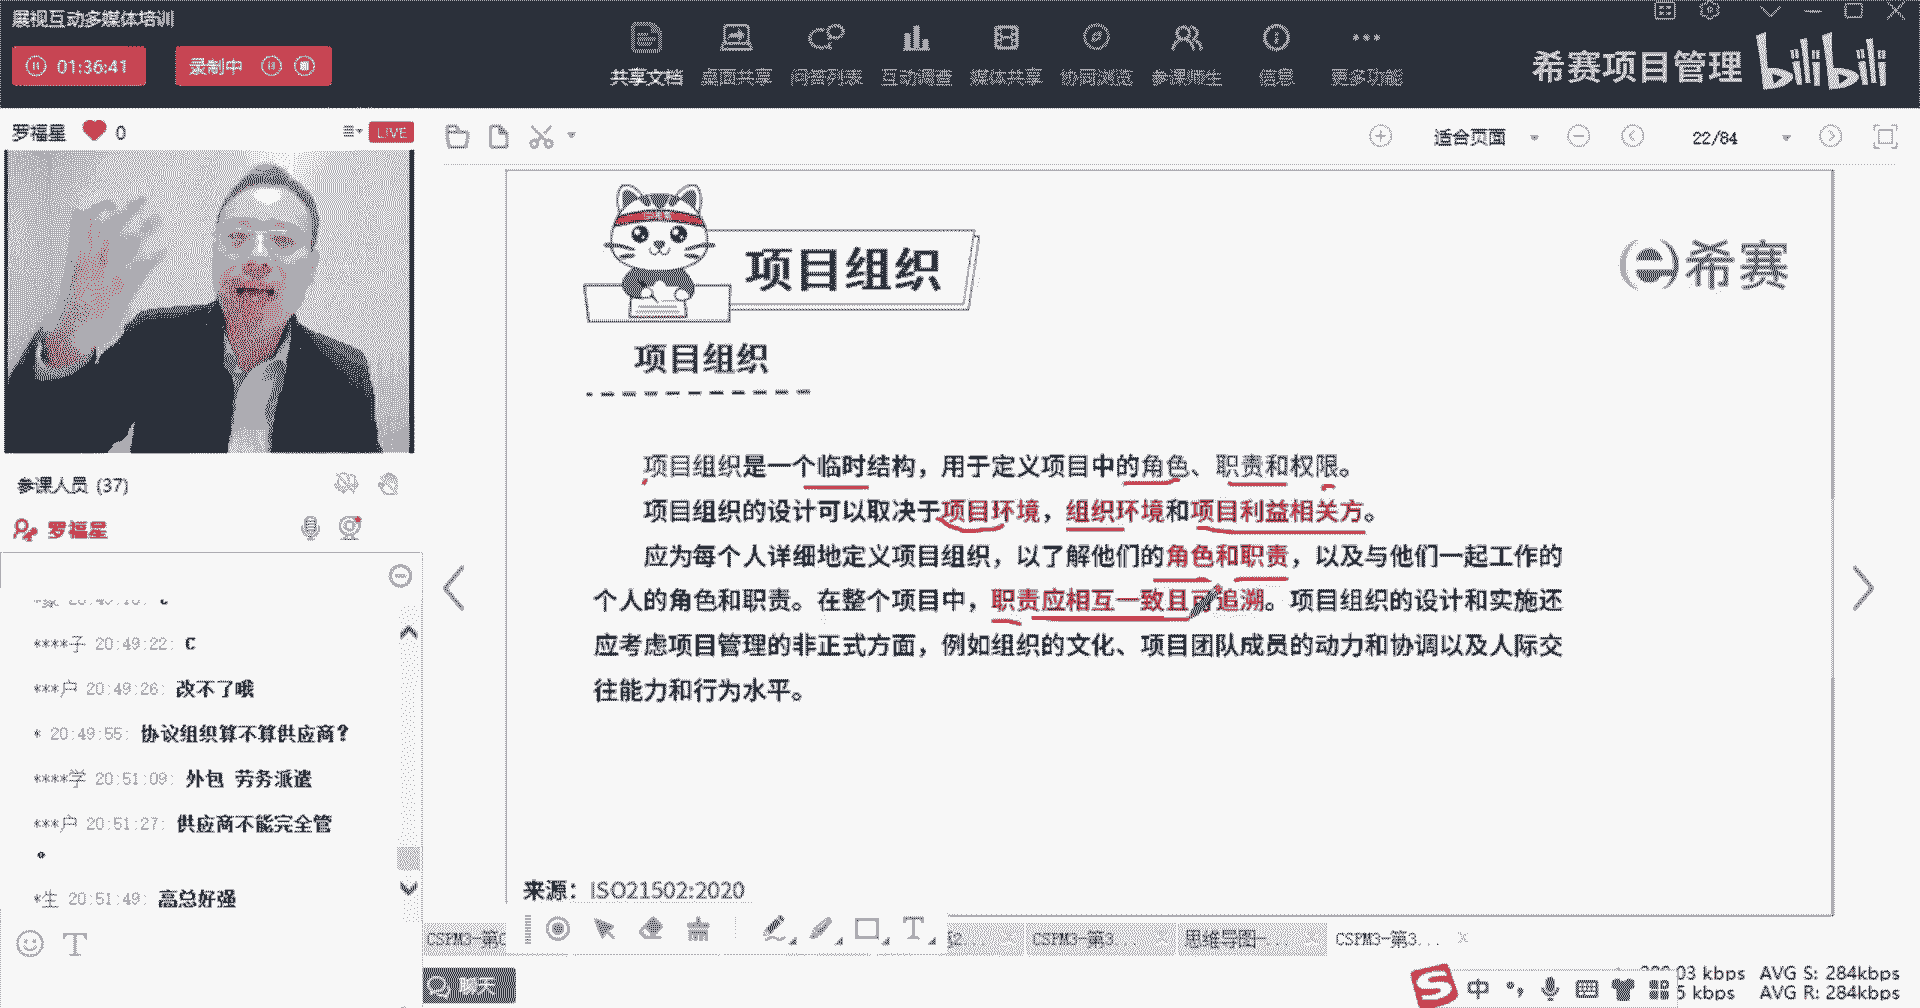 展视互动多媒体培训
01:36:41
录制中
共享文档
桌面共享
问答列表
互动调查
媒体共享
协同浏览
参课师生
信息
更多功能
希赛项目管理
bilibili
罗福星
0
LIVE
适合页面
22/84
项目组织
希赛
项目组织
项目组织是一个临时结构，用于定义项目中的角色、职责和权限。
项目组织的设计可以取决于项目环境，组织环境和项目利益相关方。
应为每个人详细地定义项目组织，以了解他们的角色和职责，以及与他们一起工作的
个人的角色和职责。在整个项目中，职责应相互一致且可追溯。项目组织的设计和实施还
应考虑项目管理的非正式方面，例如组织的文化、项目团队成员的动力和协调以及人际交
往能力和行为水平。
来源：ISO21502:2020
参课人员 (37)
罗福星
****子 20:49:22: C
***户 20:49:26: 改不了哦
* 20:49:55: 协议组织算不算供应商？
****学 20:51:09: 外包 劳务派遣
***户 20:51:27: 供应商不能完全管
。
*生 20:51:49: 高总好强
CSPM3-第
CSPM3-第3...
思维导图-...
CSPM3-第3...
聊天
中
03 kbps AVG S: 284kbps
5 kbps AVG R: 284kbps